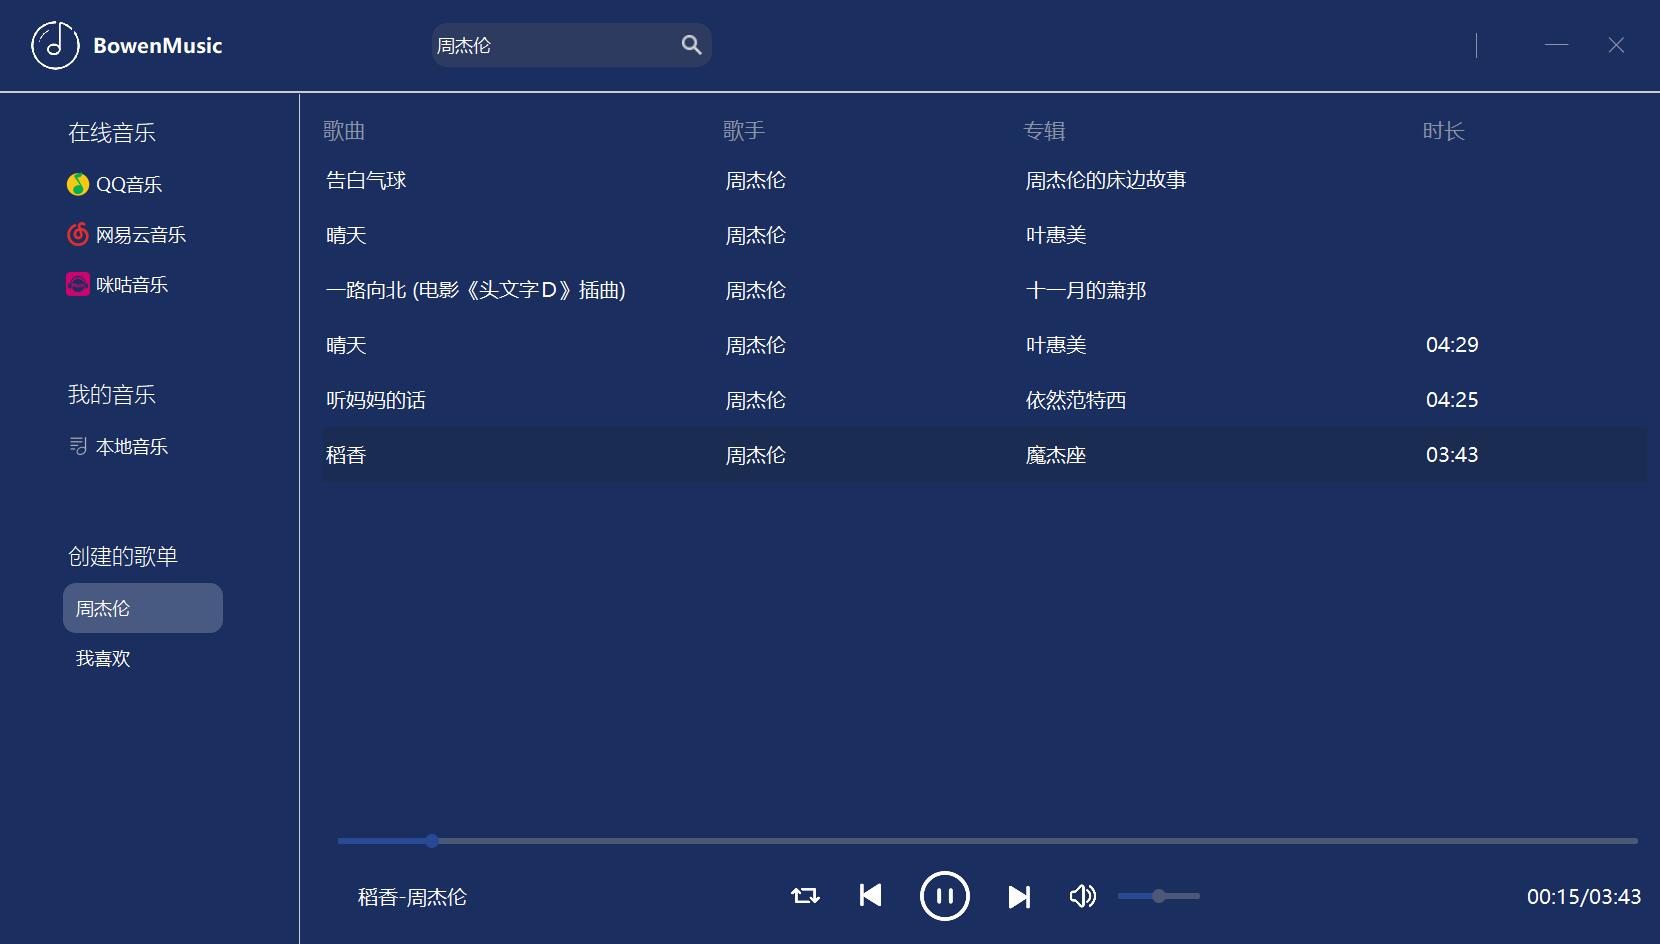 BowenMusic
周杰伦
在线音乐
QQ音乐
网易云音乐
咪咕音乐
我的音乐
本地音乐
创建的歌单
周杰伦
我喜欢
歌曲 歌手 专辑 时长
告白气球 周杰伦 周杰伦的床边故事
晴天 周杰伦 叶惠美
一路向北 (电影《头文字Ｄ》插曲) 周杰伦 十一月的萧邦
晴天 周杰伦 叶惠美 04:29
听妈妈的话 周杰伦 依然范特西 04:25
稻香 周杰伦 魔杰座 03:43
稻香-周杰伦 00:15/03:43